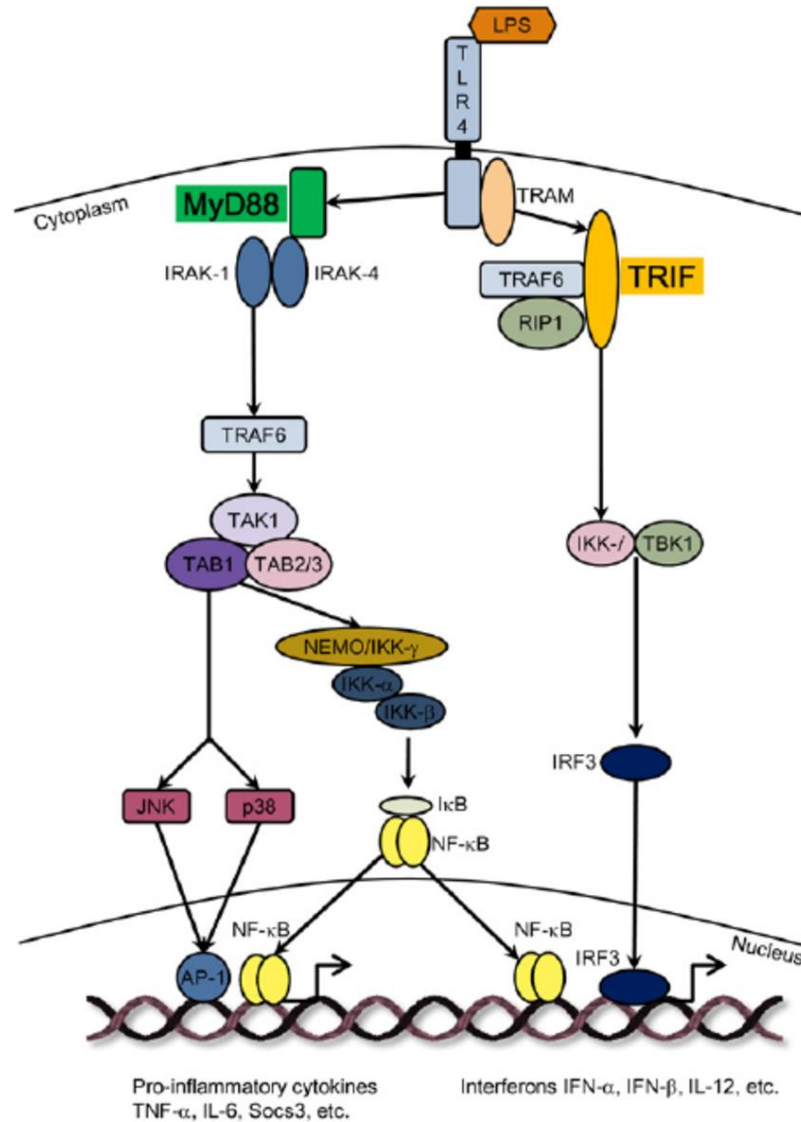 LPS
T
L
R
4
Cytoplasm
MyD88
TRAM
IRAK-1
IRAK-4
TRAF6
RIP1
TRIF
TRAF6
TAK1
TAB1
TAB2/3
IKK-/
TBK1
NEMO/IKK-γ
IKK-α
IKK-β
IRF3
JNK
p38
IκB
NF-κB
NF-κB
NF-κB
IRF3
Nucleus
AP-1
Pro-inflammatory cytokines
TNF-α, IL-6, Socs3, etc.
Interferons IFN-α, IFN-β, IL-12, etc.